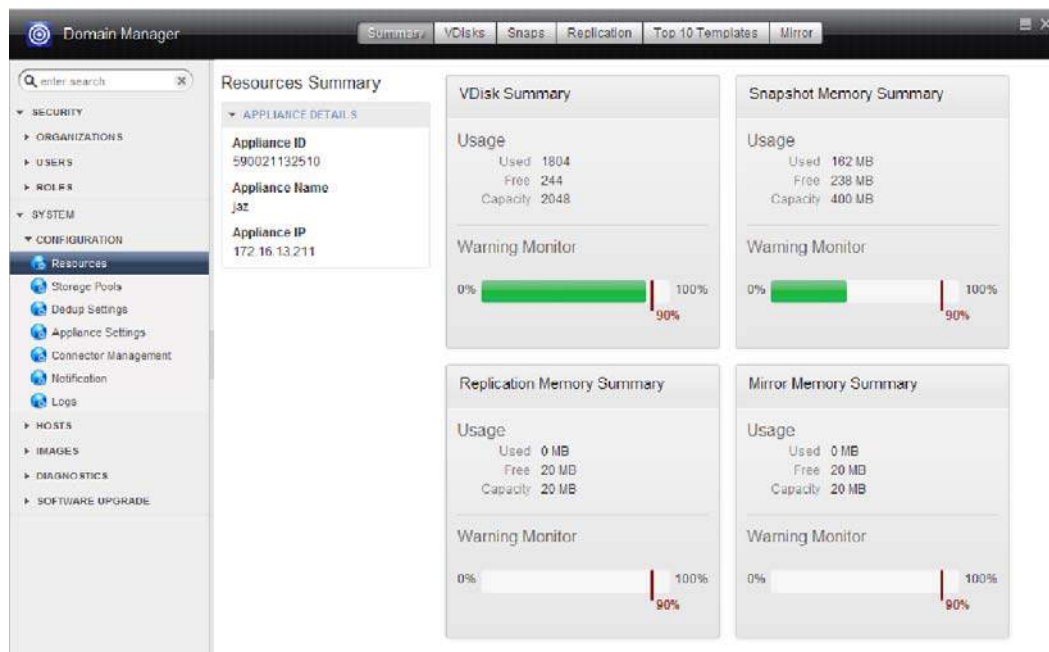 Domain Manager
Summary VDisks Snaps Replication Top 10 Templates Mirror
enter search
SECURITY
ORGANIZATIONS
USERS
ROLES
SYSTEM
CONFIGURATION
Resources
Storage Pools
Dedup Settings
Appliance Settings
Connector Management
Notification
Logs
HOSTS
IMAGES
DIAGNOSTICS
SOFTWARE UPGRADE
Resources Summary
APPLIANCE DETAILS
Appliance ID
590021132510
Appliance Name
jaz
Appliance IP
172.16.13.211
VDisk Summary
Usage
Used 1804
Free 244
Capacity 2048
Warning Monitor
0% 100%
90%
Snapshot Memory Summary
Usage
Used 162 MB
Free 238 MB
Capacity 400 MB
Warning Monitor
0% 100%
90%
Replication Memory Summary
Usage
Used 0 MB
Free 20 MB
Capacity 20 MB
Warning Monitor
0% 100%
90%
Mirror Memory Summary
Usage
Used 0 MB
Free 20 MB
Capacity 20 MB
Warning Monitor
0% 100%
90%